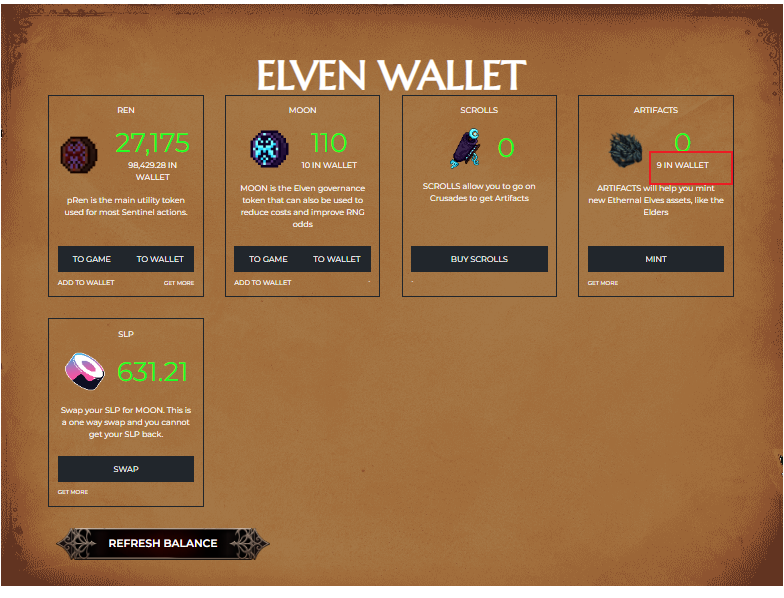 ELVEN WALLET
REN
27,175
98,429.28 IN
WALLET
pRen is the main utility token
used for most Sentinel actions.
TO GAME TO WALLET
ADD TO WALLET GET MORE
MOON
110
10 IN WALLET
MOON is the Elven governance
token that can also be used to
reduce costs and improve RNG
odds
TO GAME TO WALLET
ADD TO WALLET -
SCROLLS
0
SCROLLS allow you to go on
Crusades to get Artifacts
BUY SCROLLS
-
ARTIFACTS
0
9 IN WALLET
ARTIFACTS will help you mint
new Ethernal Elves assets, like the
Elders
MINT
GET MORE
SLP
631.21
Swap your SLP for MOON. This is
a one way swap and you cannot
get your SLP back.
SWAP
GET MORE
REFRESH BALANCE